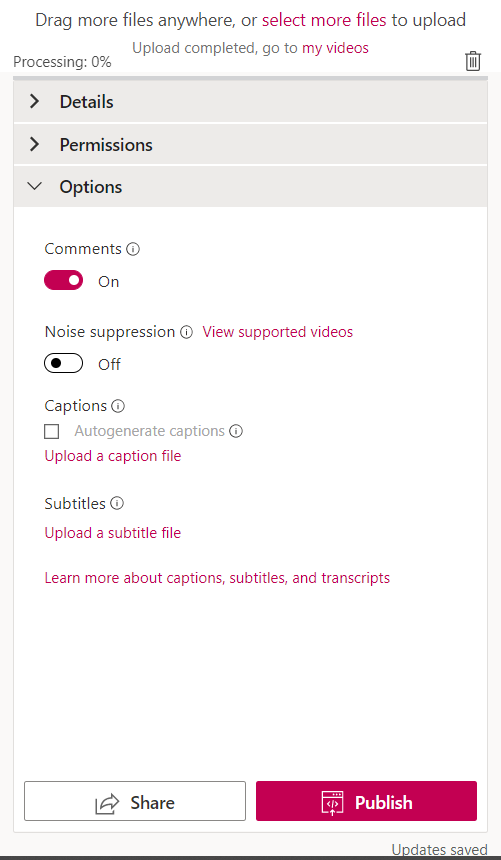 Drag more files anywhere, or select more files to upload
Upload completed, go to my videos
Processing: 0%
Details
Permissions
Options
Comments
On
Noise suppression View supported videos
Off
Captions
Autogenerate captions
Upload a caption file
Subtitles
Upload a subtitle file
Learn more about captions, subtitles, and transcripts
Share Publish
Updates saved